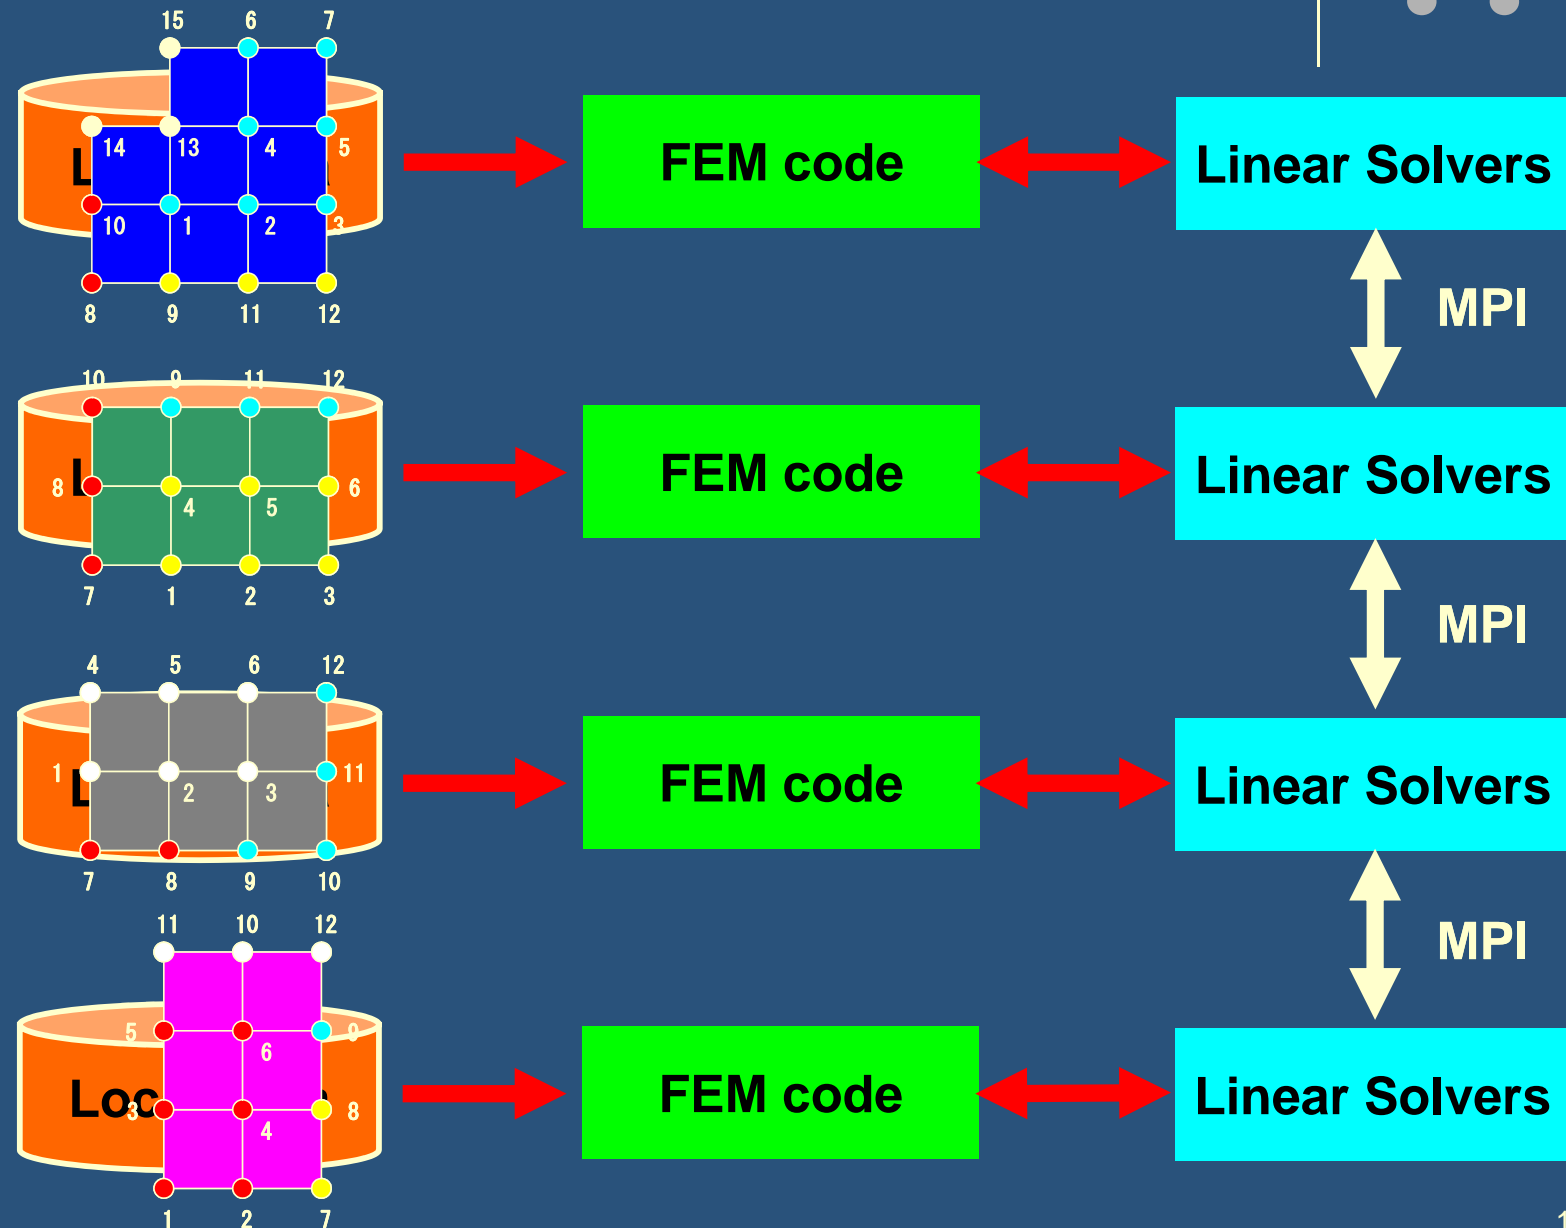 15 6 7
14 13 4 5
10 1 2 3
8 9 11 12
FEM code
Linear Solvers
MPI
10 9 11 12
8 4 5 6
7 1 2 3
FEM code
Linear Solvers
MPI
4 5 6 12
1 2 3 11
7 8 9 10
FEM code
Linear Solvers
MPI
11 10 12
5 6 9
3 4 8
1 2 7
FEM code
Linear Solvers